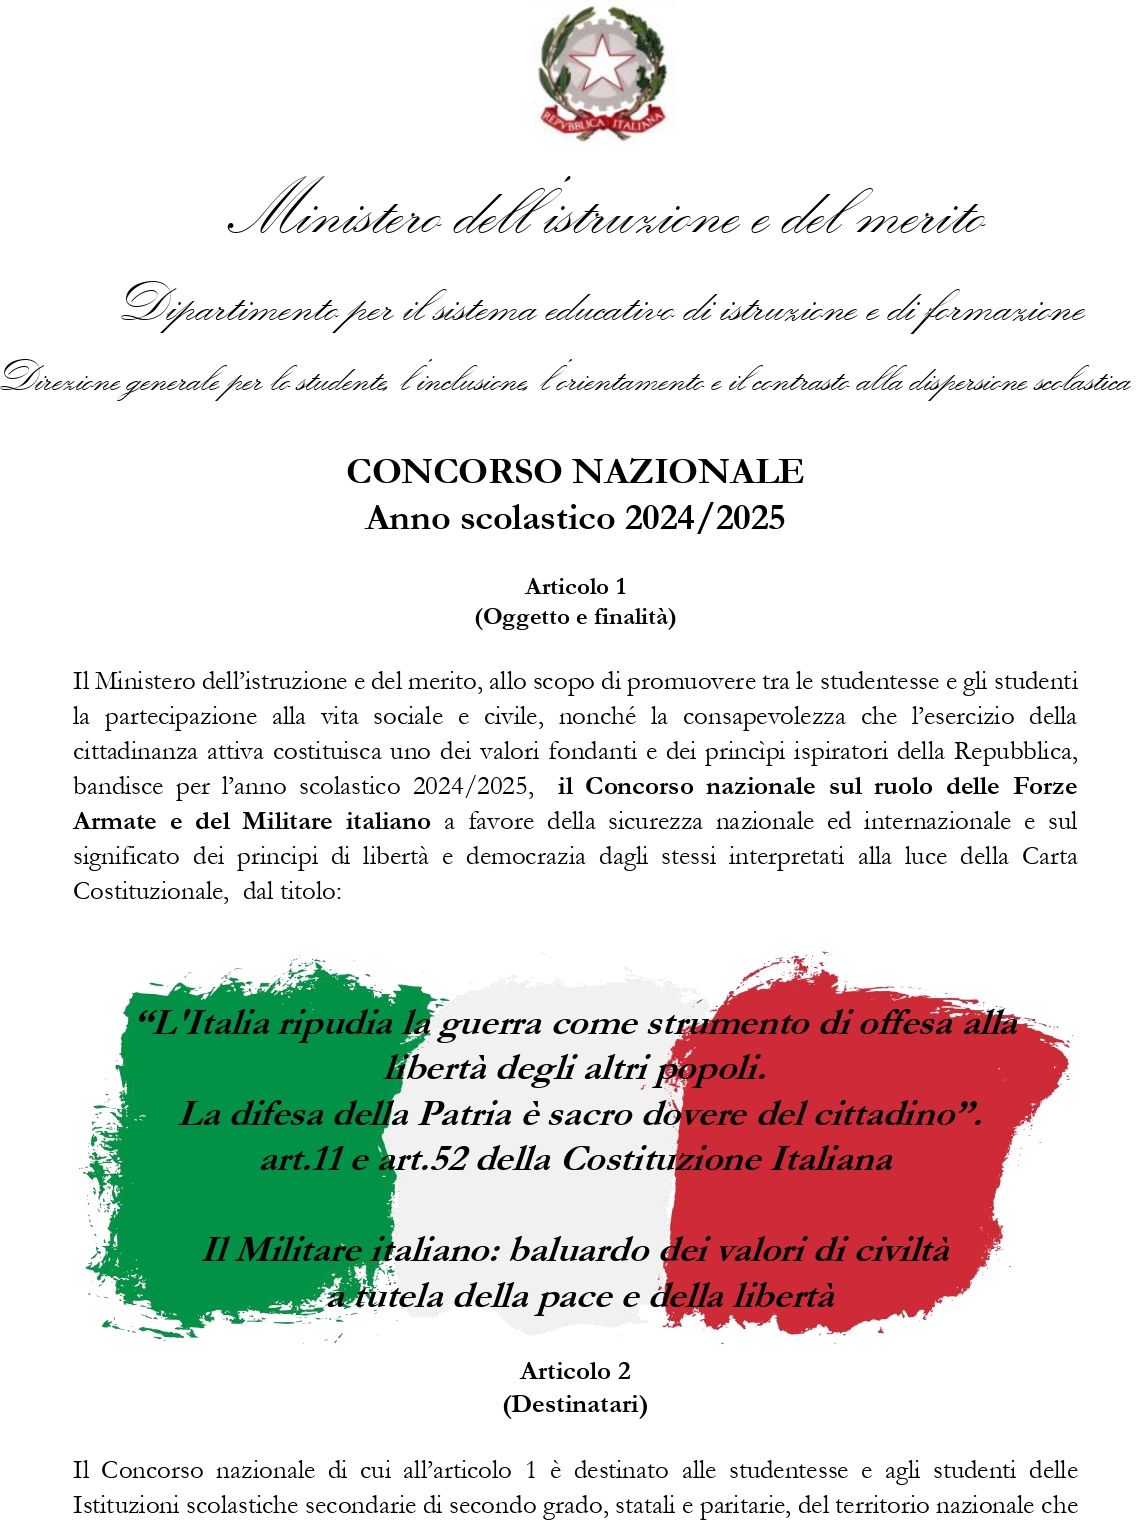 REPVBBLICA ITALIANA
Ministero dell'istruzione e del merito
Dipartimento per il sistema educativo di istruzione e di formazione
Direzione generale per lo studente, l'inclusione, l'orientamento e il contrasto alla dispersione scolastica
CONCORSO NAZIONALE
Anno scolastico 2024/2025
Articolo 1
(Oggetto e finalità)
Il Ministero dell’istruzione e del merito, allo scopo di promuovere tra le studentesse e gli studenti
la partecipazione alla vita sociale e civile, nonché la consapevolezza che l’esercizio della
cittadinanza attiva costituisca uno dei valori fondanti e dei princìpi ispiratori della Repubblica,
bandisce per l’anno scolastico 2024/2025, il Concorso nazionale sul ruolo delle Forze
Armate e del Militare italiano a favore della sicurezza nazionale ed internazionale e sul
significato dei principi di libertà e democrazia dagli stessi interpretati alla luce della Carta
Costituzionale, dal titolo:
“L'Italia ripudia la guerra come strumento di offesa alla
libertà degli altri popoli.
La difesa della Patria è sacro dovere del cittadino”.
art.11 e art.52 della Costituzione Italiana
Il Militare italiano: baluardo dei valori di civiltà
a tutela della pace e della libertà
Articolo 2
(Destinatari)
Il Concorso nazionale di cui all’articolo 1 è destinato alle studentesse e agli studenti delle
Istituzioni scolastiche secondarie di secondo grado, statali e paritarie, del territorio nazionale che